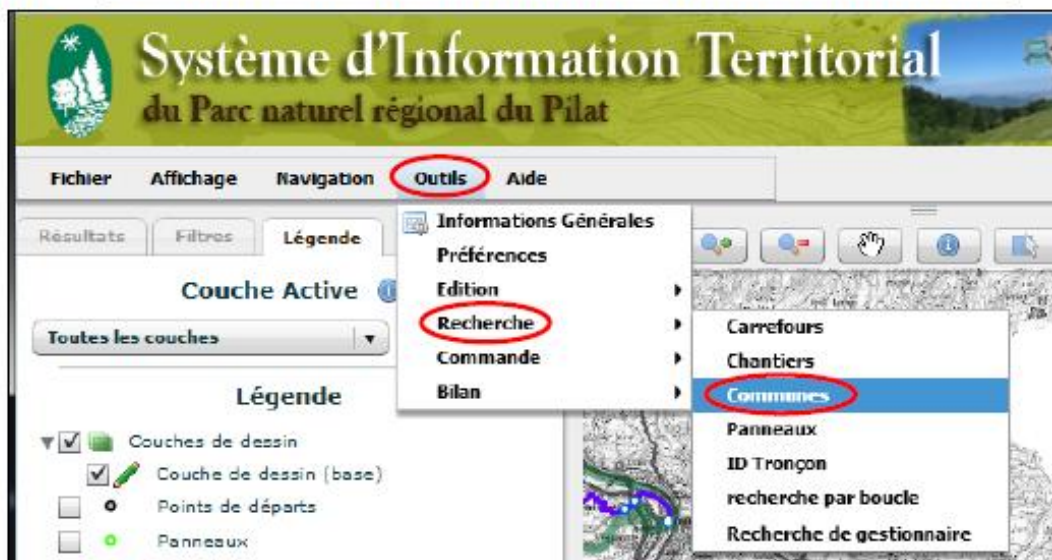 Système d'Information Territorial
du Parc naturel régional du Pilat
Fichier Affichage Navigation Outils Aide
Résultats Filtres Légende
Informations Générales
Préférences
Edition
Recherche
Commande
Bilan
Couche Active
Toutes les couches
Légende
Couches de dessin
Couche de dessin (base)
Points de départs
Panneaux
Carrefours
Chantiers
Communes
Panneaux
ID Tronçon
recherche par boucle
Recherche de gestionnaire